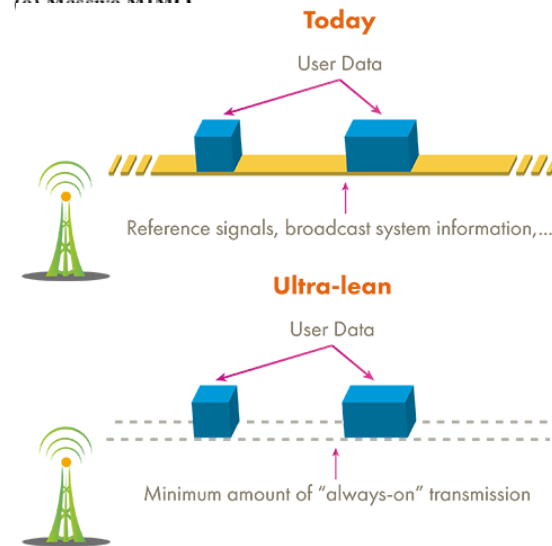 Today
User Data
Reference signals, broadcast system information,...
Ultra-lean
User Data
Minimum amount of “always-on” transmission